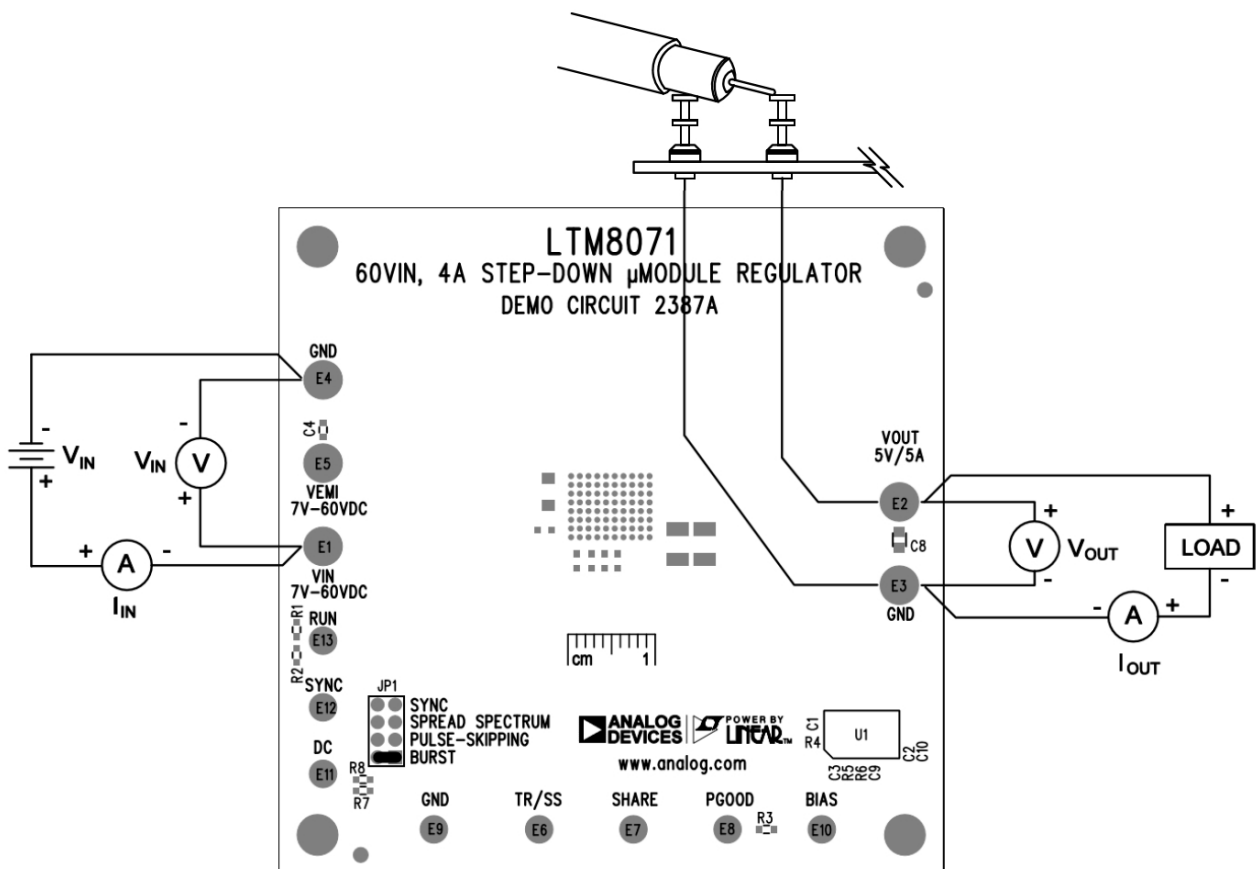 LTM8071
60VIN, 4A STEP-DOWN µMODULE REGULATOR
DEMO CIRCUIT 2387A
GND
E4
-
VIN
+
-
VIN
V
+
C4
E5
VEMI
7V-60VDC
+
A
-
IIN
E1
VIN
7V-60VDC
R1
RUN
E13
R2
SYNC
E12
DC
E11
JP1
SYNC
SPREAD SPECTRUM
PULSE-SKIPPING
BURST
R8
R7
cm 1
VOUT
5V/5A
E2
C8
E3
GND
+
V
VOUT
-
+
LOAD
-
-
A
+
IOUT
ANALOG
DEVICES
POWER BY
LINEAR™
www.analog.com
C1
R4
U1
C3
R5
R6
C9
C2
C10
GND
E9
TR/SS
E6
SHARE
E7
PGOOD
E8
R3
BIAS
E10